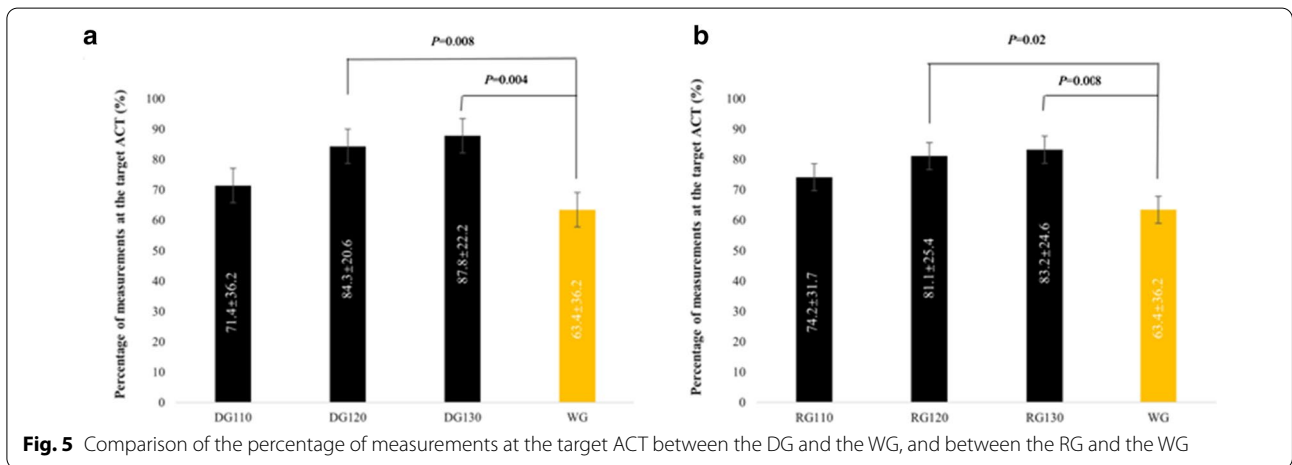 a
P=0.008
P=0.004
Percentage of measurements at the target ACT (%)
100
90
80
70
60
50
40
30
20
10
0
71.4±36.2
84.3±20.6
87.8±22.2
63.4±36.2
DG110 DG120 DG130 WG
b
P=0.02
P=0.008
Percentage of measurements at the target ACT (%)
100
90
80
70
60
50
40
30
20
10
0
74.2±31.7
81.1±25.4
83.2±24.6
63.4±36.2
RG110 RG120 RG130 WG
Fig. 5 Comparison of the percentage of measurements at the target ACT between the DG and the WG, and between the RG and the WG